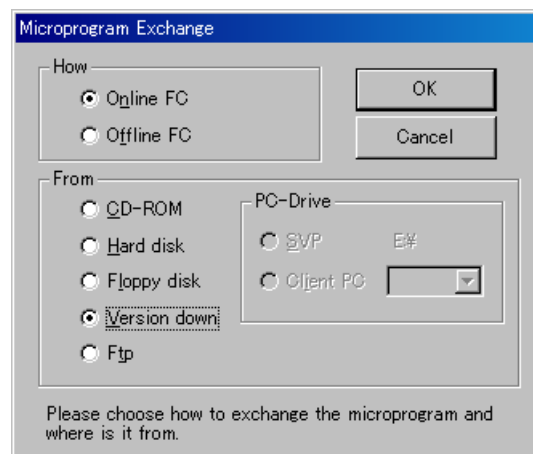 Microprogram Exchange
How
Online FC
Offline FC
OK
Cancel
From
CD-ROM
Hard disk
Floppy disk
Version down
Ftp
PC-Drive
SVP E¥
Client PC
Please choose how to exchange the microprogram and
where is it from.